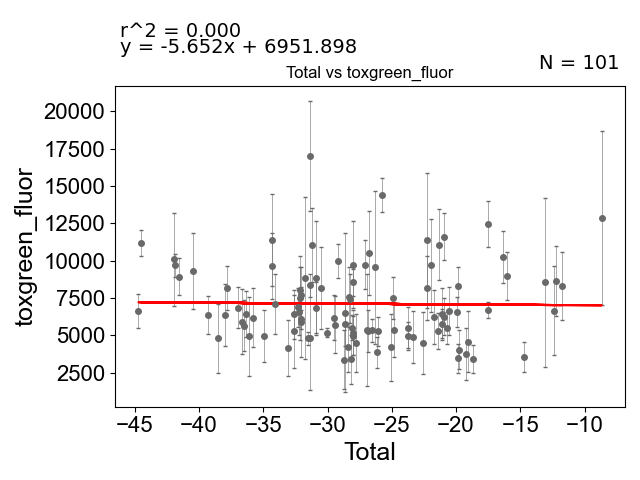 r^2 = 0.000
y = -5.652x + 6951.898
N = 101
Total vs toxgreen_fluor
20000
17500
15000
12500
10000
7500
5000
2500
toxgreen_fluor
−45 −40 −35 −30 −25 −20 −15 −10
Total